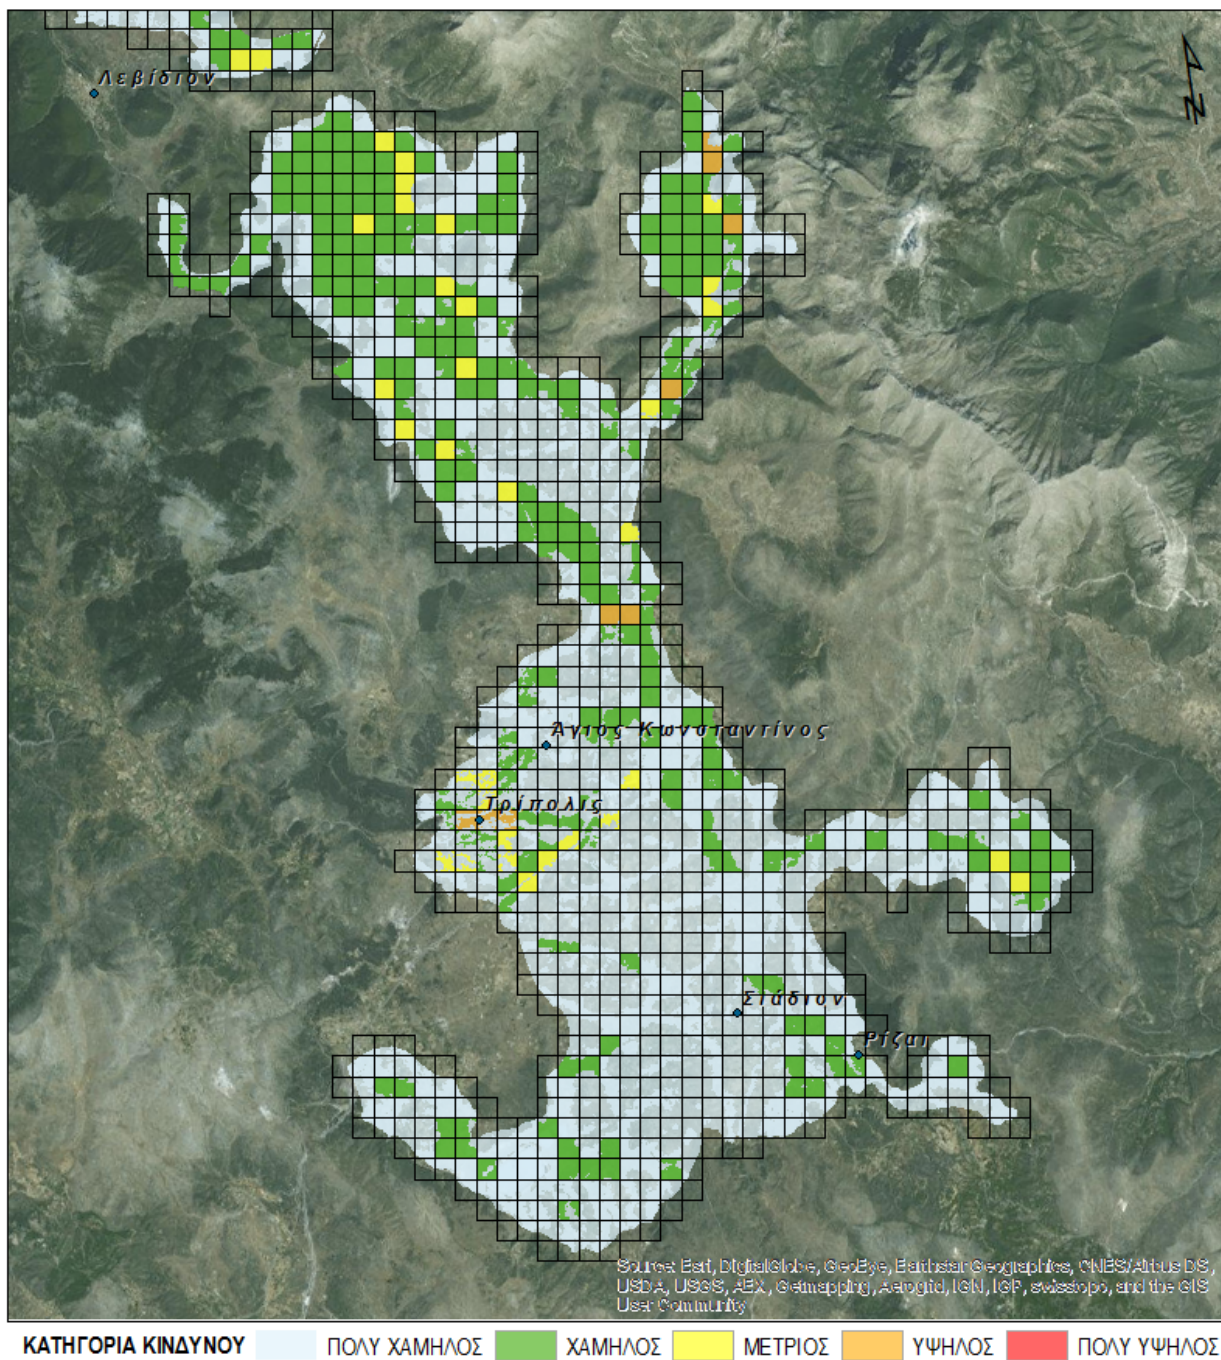 Λεβίδιον
N
Άγιος Κωνσταντίνος
Τρίπολις
Στάδιον
Ρίζαι
Source: Esri, DigitalGlobe, GeoEye, Earthstar Geographics, CNES/Airbus DS,
USDA, USGS, AEX, Getmapping, Aerogrid, IGN, IGP, swisstopo, and the GIS
User Community
ΚΑΤΗΓΟΡΙΑ ΚΙΝΔΥΝΟΥ ΠΟΛΥ ΧΑΜΗΛΟΣ ΧΑΜΗΛΟΣ ΜΕΤΡΙΟΣ ΥΨΗΛΟΣ ΠΟΛΥ ΥΨΗΛΟΣ